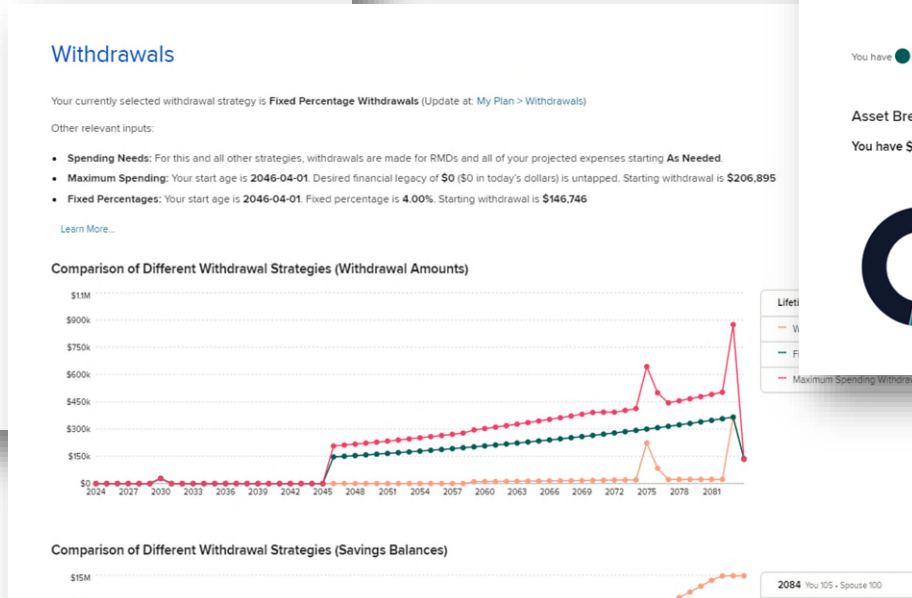 Withdrawals
Your currently selected withdrawal strategy is Fixed Percentage Withdrawals (Update at: My Plan > Withdrawals)
Other relevant inputs:
• Spending Needs: For this and all other strategies, withdrawals are made for RMDs and all of your projected expenses starting As Needed.
• Maximum Spending: Your start age is 2046-04-01. Desired financial legacy of $0 ($0 in today's dollars) is untapped. Starting withdrawal is $206,895
• Fixed Percentages: Your start age is 2046-04-01. Fixed percentage is 4.00%. Starting withdrawal is $146,746
Learn More...
Comparison of Different Withdrawal Strategies (Withdrawal Amounts)
$1.1M
$900k
$750k
$600k
$450k
$300k
$150k
$0
2024 2027 2030 2033 2036 2039 2042 2045 2048 2051 2054 2057 2060 2063 2066 2069 2072 2075 2078 2081
Maximum Spending
Comparison of Different Withdrawal Strategies (Savings Balances)
$15M
2084 You 105 • Spouse 100
You have
Asset
You have $